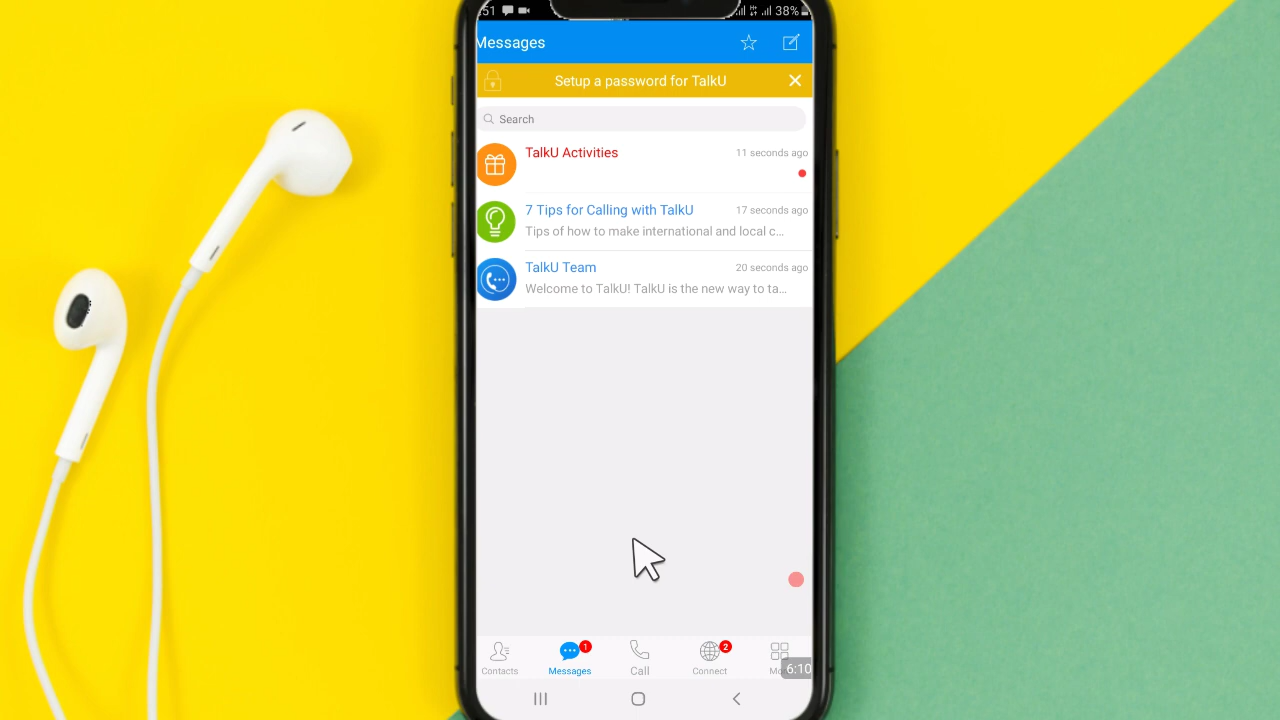 :51 38%
Messages
Setup a password for TalkU
Search
TalkU Activities 11 seconds ago
7 Tips for Calling with TalkU 17 seconds ago
Tips of how to make international and local c...
TalkU Team 20 seconds ago
Welcome to TalkU! TalkU is the new way to ta...
1 2
Contacts Messages Call Connect Mo
6:10